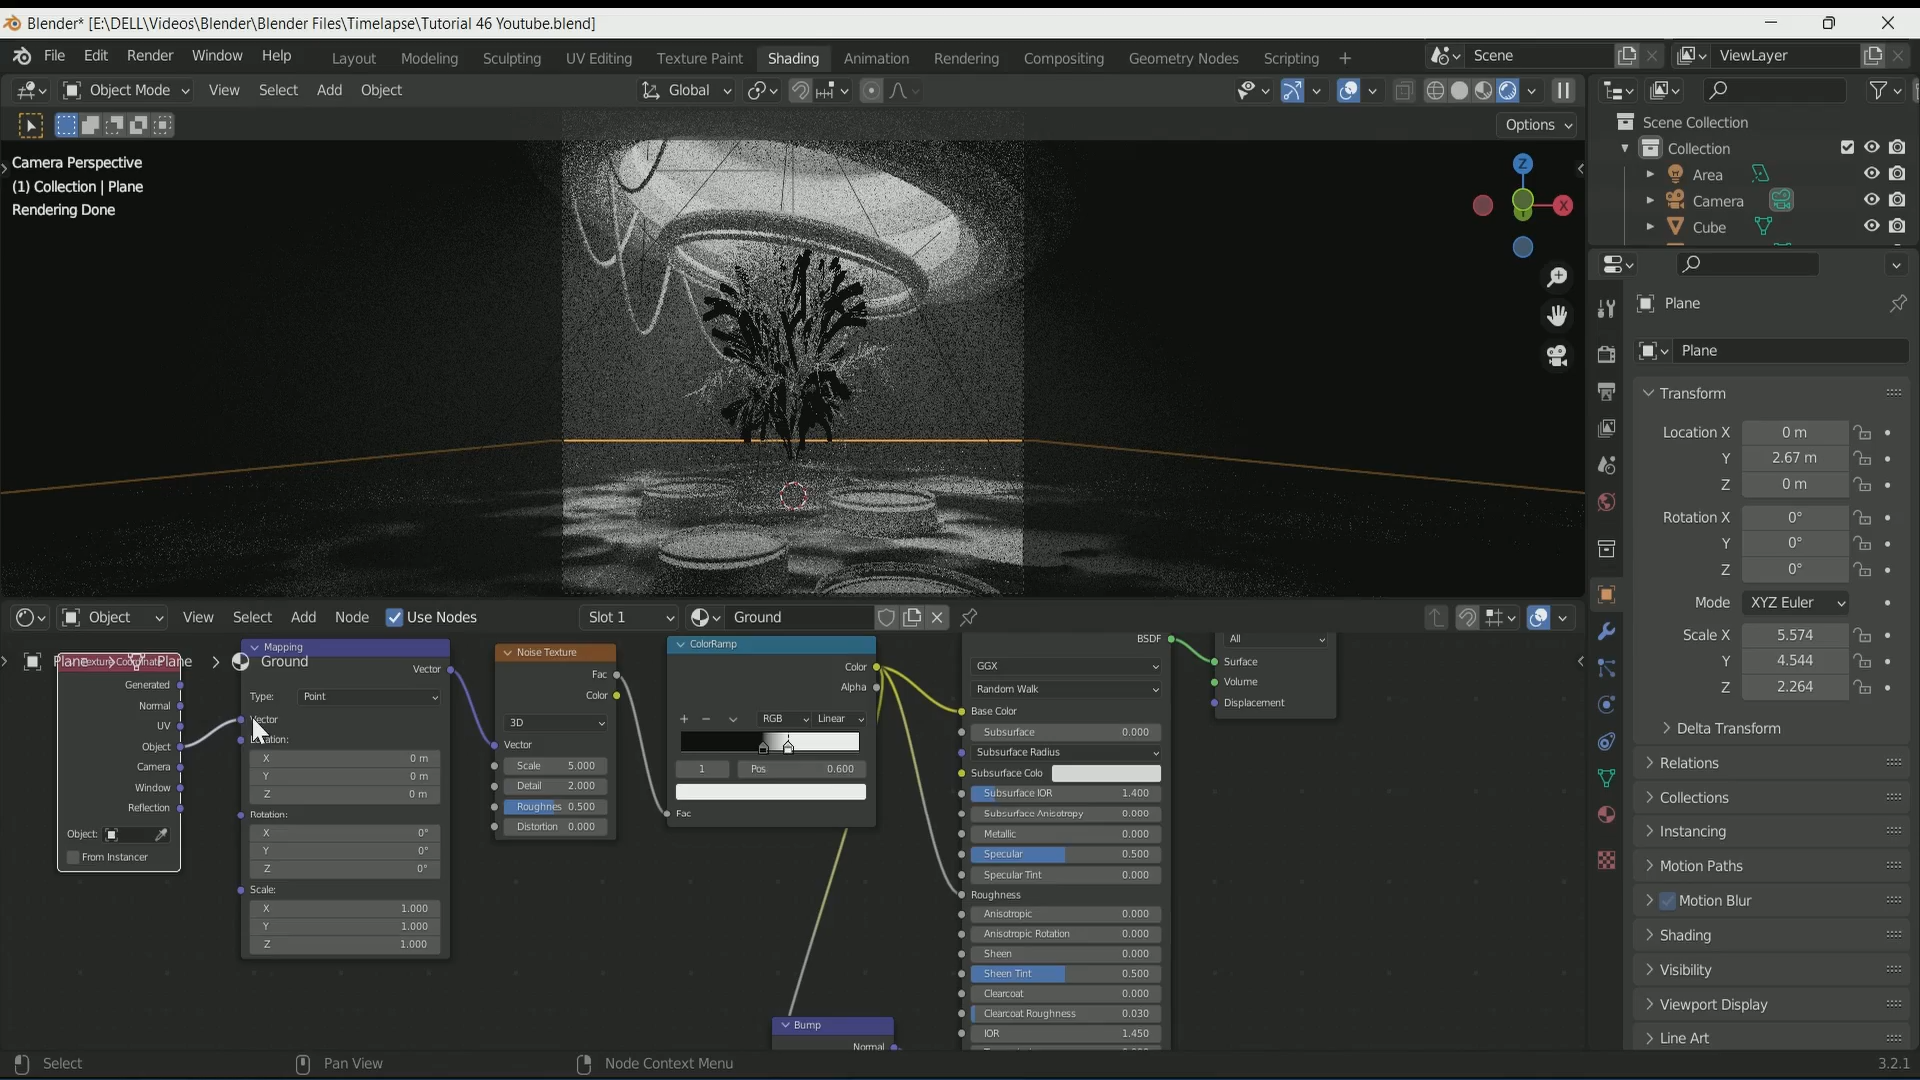 Blender* [E:\DELL\Videos\Blender\Blender Files\Timelapse\Tutorial 46 Youtube.blend]
File Edit Render Window Help Layout Modeling Sculpting UV Editing Texture Paint Shading Animation Rendering Compositing Geometry Nodes Scripting + Scene ViewLayer
Object Mode View Select Add Object Global
Options
Camera Perspective
(1) Collection | Plane
Rendering Done
Z
X
Scene Collection
Collection
Area
Camera
Cube
Plane
Plane
Transform
Location X 0 m
Y 2.67 m
Z 0 m
Rotation X 0°
Y 0°
Z 0°
Mode XYZ Euler
Scale X 5.574
Y 4.544
Z 2.264
Delta Transform
Relations
Collections
Instancing
Motion Paths
Motion Blur
Shading
Visibility
Viewport Display
Line Art
Object View Select Add Node Use Nodes Slot 1 Ground
Plane Plane Ground
Generated
Normal
UV
Object
Camera
Window
Reflection
Object:
From Instancer
Mapping
Vector
Type: Point
Vector
X 0 m
Y 0 m
Z 0 m
Rotation:
X 0°
Y 0°
Z 0°
Scale:
X 1.000
Y 1.000
Z 1.000
Noise Texture
Fac
Color
3D
Vector
Scale 5.000
Detail 2.000
Roughnes 0.500
Distortion 0.000
ColorRamp
Color
Alpha
RGB Linear
1 Pos 0.600
Fac
Bump
Normal
BSDF
GGX
Random Walk
Base Color
Subsurface 0.000
Subsurface Radius
Subsurface Colo
Subsurface IOR 1.400
Subsurface Anisotropy 0.000
Metallic 0.000
Specular 0.500
Specular Tint 0.000
Roughness
Anisotropic 0.000
Anisotropic Rotation 0.000
Sheen 0.000
Sheen Tint 0.500
Clearcoat 0.000
Clearcoat Roughness 0.030
IOR 1.450
All
Surface
Volume
Displacement
Select Pan View Node Context Menu 3.2.1